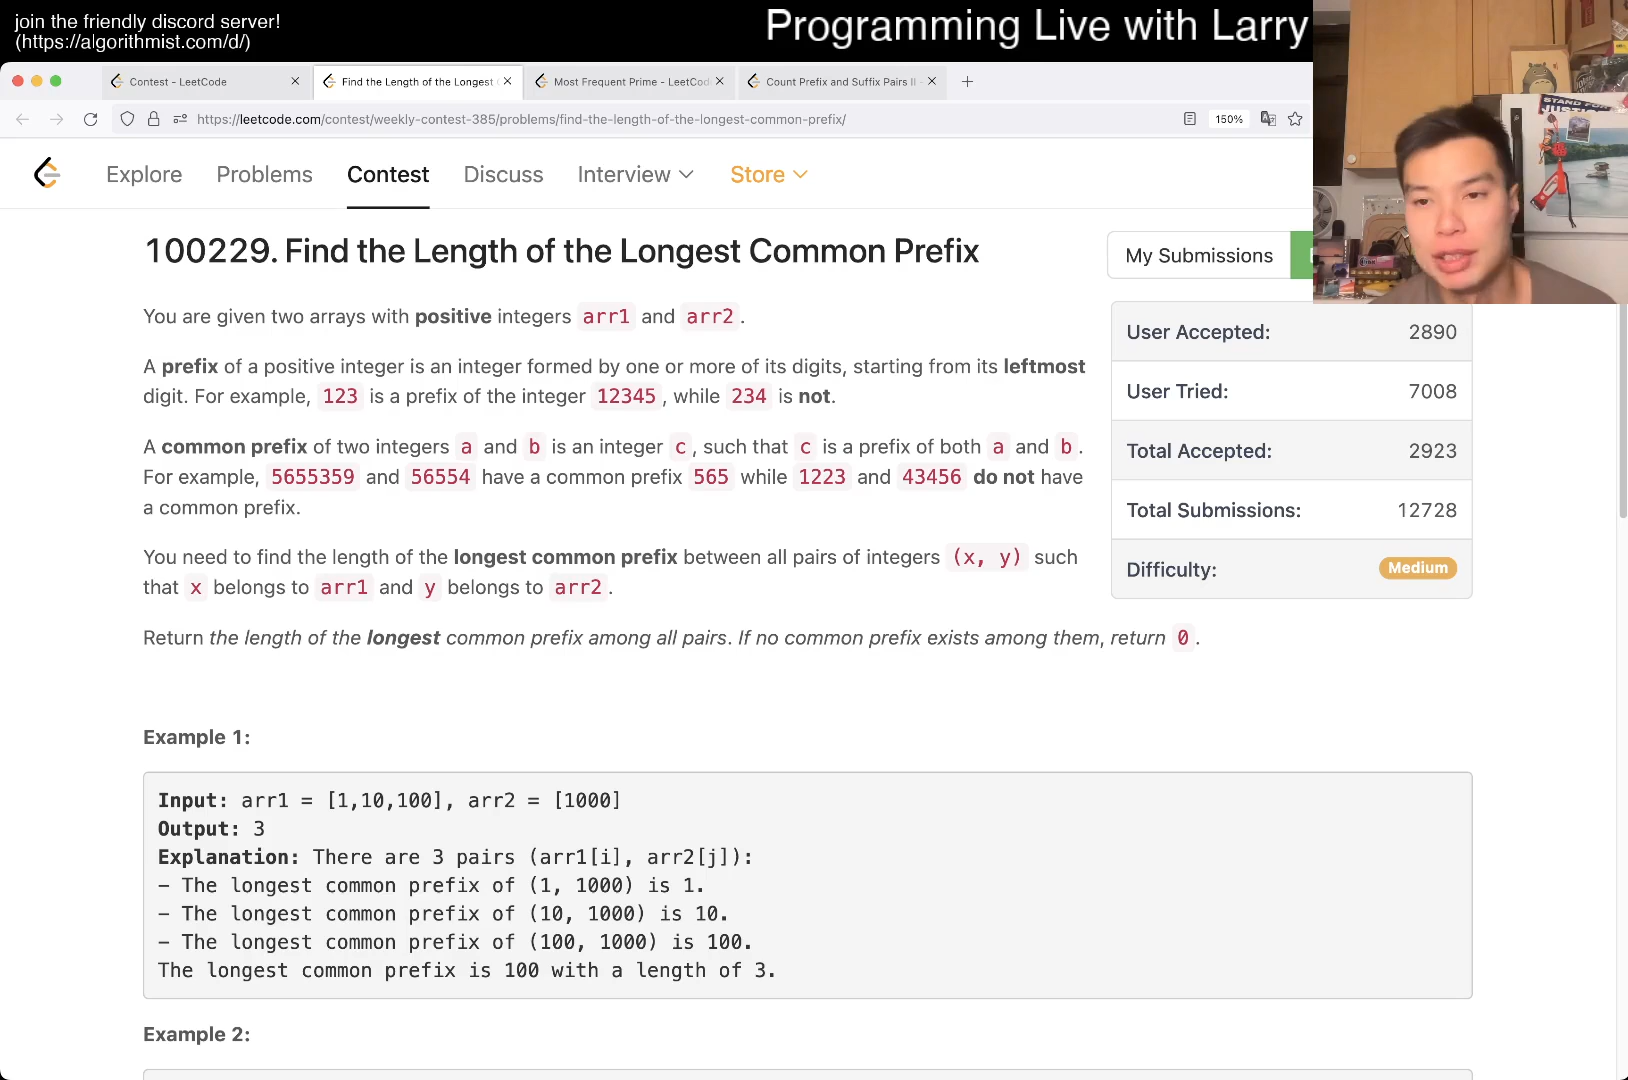 join the friendly discord server!
(https://algorithmist.com/d/)
Programming Live with Larry
Contest - LeetCode
Find the Length of the Longest
Most Frequent Prime - LeetCod
Count Prefix and Suffix Pairs II -
https://leetcode.com/contest/weekly-contest-385/problems/find-the-length-of-the-longest-common-prefix/
150%
Explore
Problems
Contest
Discuss
Interview
Store
100229. Find the Length of the Longest Common Prefix
My Submissions
You are given two arrays with positive integers arr1 and arr2.
A prefix of a positive integer is an integer formed by one or more of its digits, starting from its leftmost
digit. For example, 123 is a prefix of the integer 12345, while 234 is not.
A common prefix of two integers a and b is an integer c, such that c is a prefix of both a and b.
For example, 5655359 and 56554 have a common prefix 565 while 1223 and 43456 do not have
a common prefix.
You need to find the length of the longest common prefix between all pairs of integers (x, y) such
that x belongs to arr1 and y belongs to arr2.
Return the length of the longest common prefix among all pairs. If no common prefix exists among them, return 0.
User Accepted: 2890
User Tried: 7008
Total Accepted: 2923
Total Submissions: 12728
Difficulty: Medium
Example 1:
Input: arr1 = [1,10,100], arr2 = [1000]
Output: 3
Explanation: There are 3 pairs (arr1[i], arr2[j]):
- The longest common prefix of (1, 1000) is 1.
- The longest common prefix of (10, 1000) is 10.
- The longest common prefix of (100, 1000) is 100.
The longest common prefix is 100 with a length of 3.
Example 2: